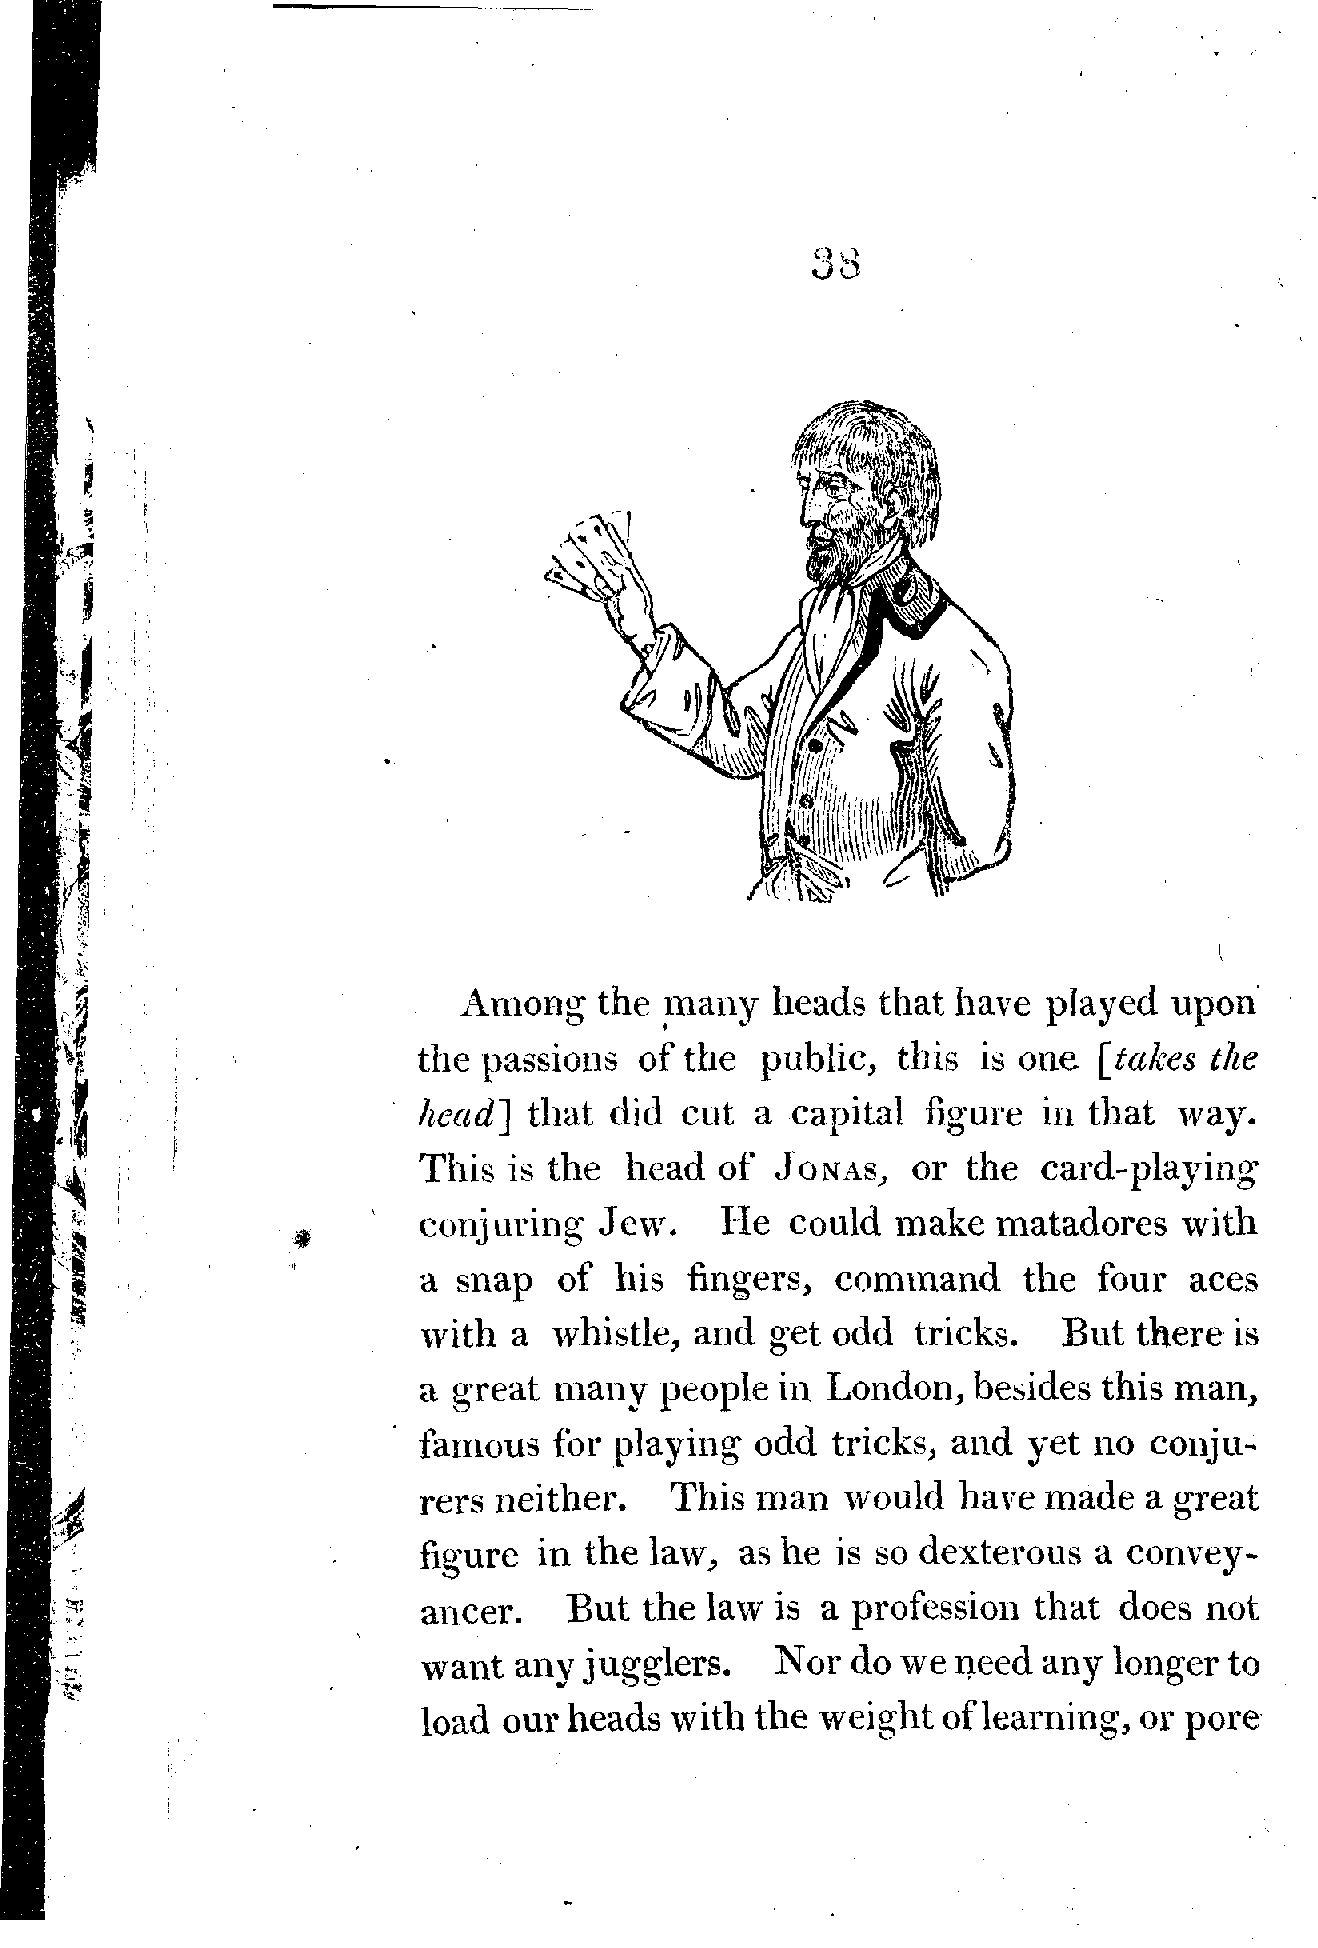 38
Among the many heads that have played upon
the passions of the public, this is one [takes the
head] that did cut a capital figure in that way.
This is the head of JONAS, or the card-playing
conjuring Jew. He could make matadores with
a snap of his fingers, command the four aces
with a whistle, and get odd tricks. But there is
a great many people in London, besides this man,
famous for playing odd tricks, and yet no conju-
rers neither. This man would have made a great
figure in the law, as he is so dexterous a convey-
ancer. But the law is a profession that does not
want any jugglers. Nor do we need any longer to
load our heads with the weight of learning, or pore